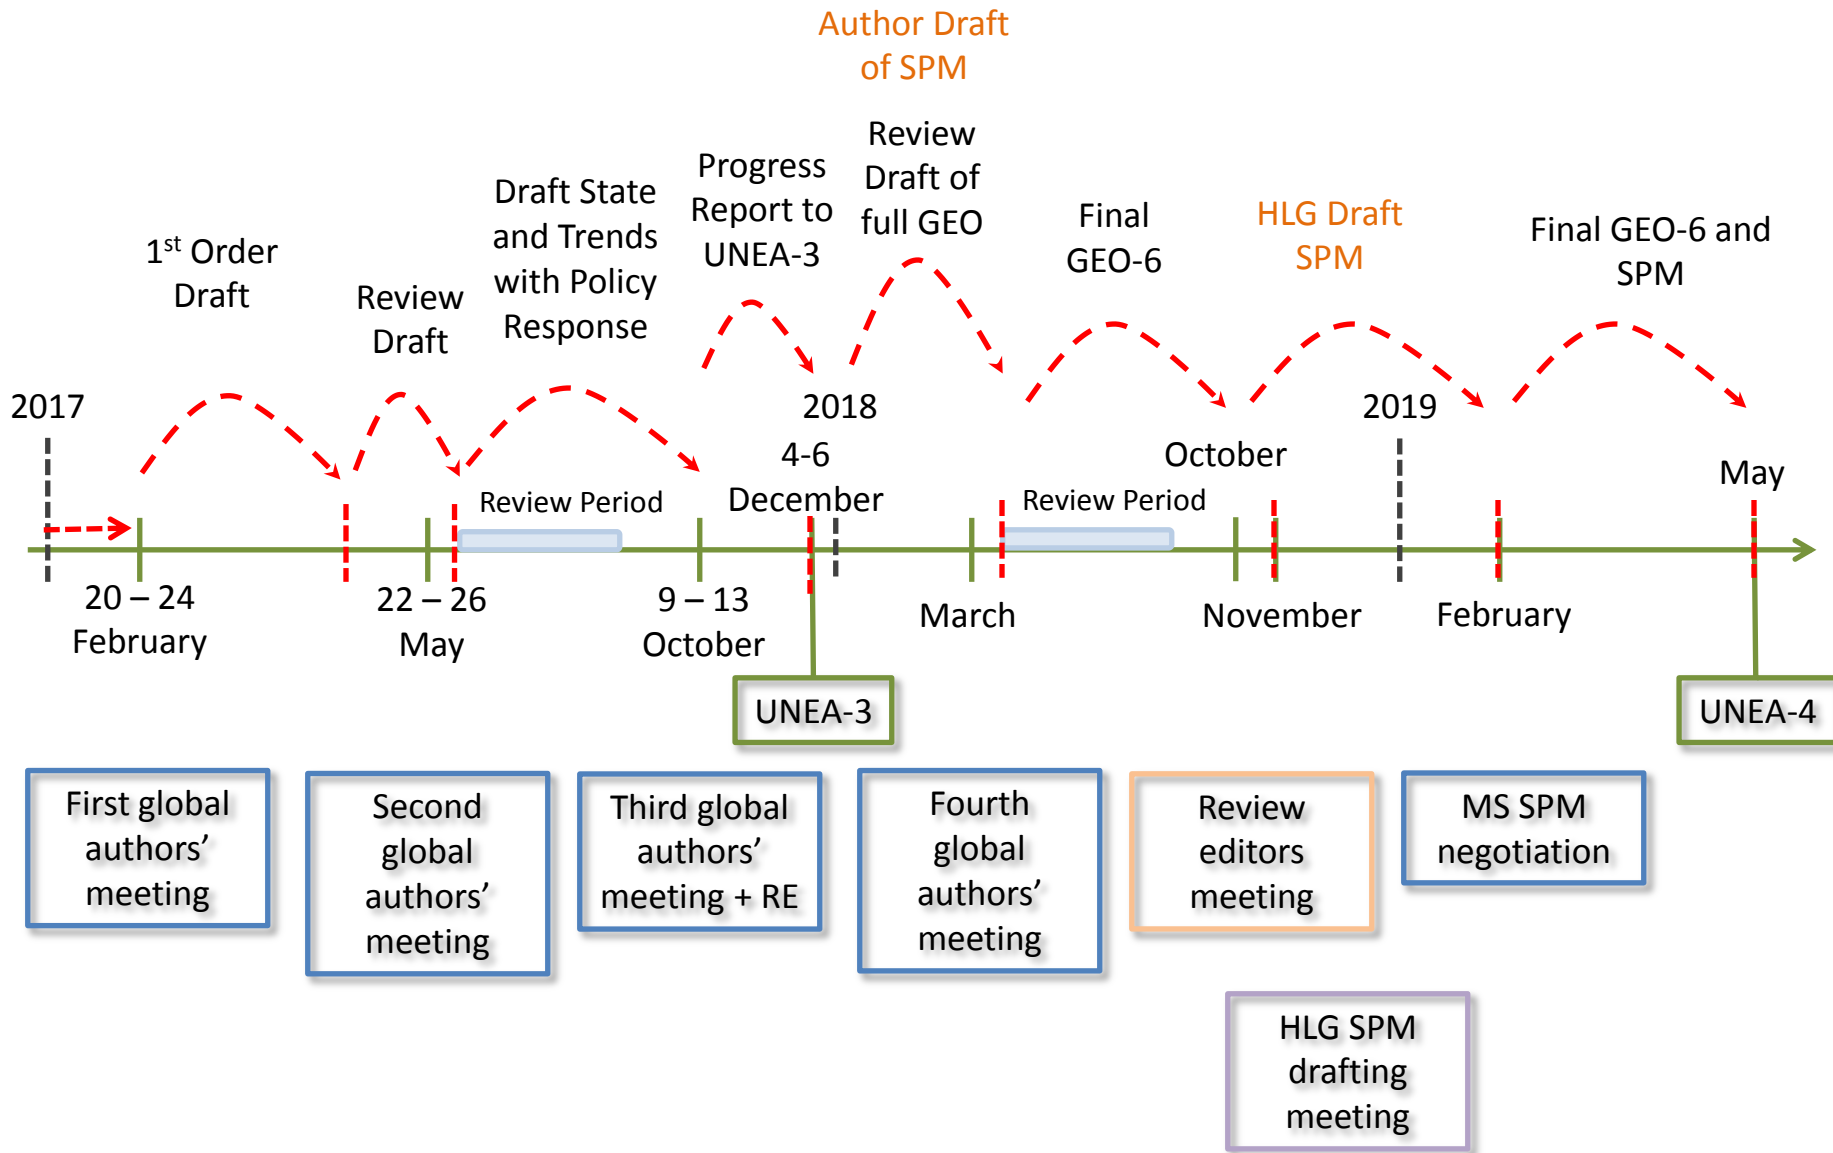 Author Draft
of SPM
Review
Draft of
full GEO
Progress
Report to
UNEA-3
Draft State
and Trends
with Policy
Response
1st Order
Draft
Review
Draft
Final
GEO-6
HLG Draft
SPM
Final GEO-6 and
SPM
2017
2018
2019
4-6
December
October
May
Review Period
Review Period
20 – 24
February
22 – 26
May
9 – 13
October
March
November
February
UNEA-3
UNEA-4
First global
authors’
meeting
Second
global
authors’
meeting
Third global
authors’
meeting + RE
Fourth
global
authors’
meeting
Review
editors
meeting
MS SPM
negotiation
HLG SPM
drafting
meeting